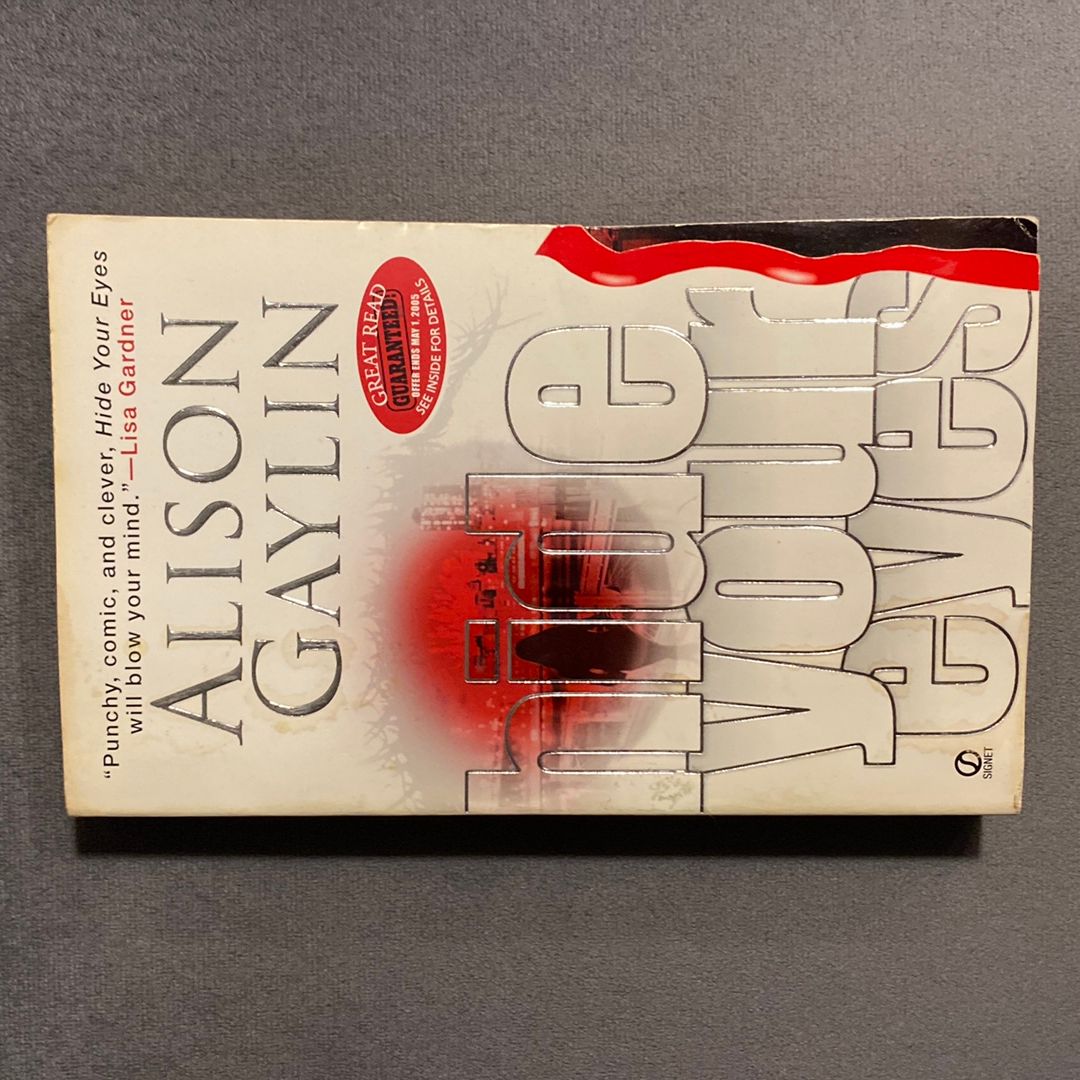 “Punchy, comic, and clever, Hide Your Eyes
will blow your mind.”—Lisa Gardner
ALISON
GAYLIN
GREAT READ
GUARANTEED!
OFFER ENDS MAY 1, 2005
SEE INSIDE FOR DETAILS
hide
your
eyes
SIGNET